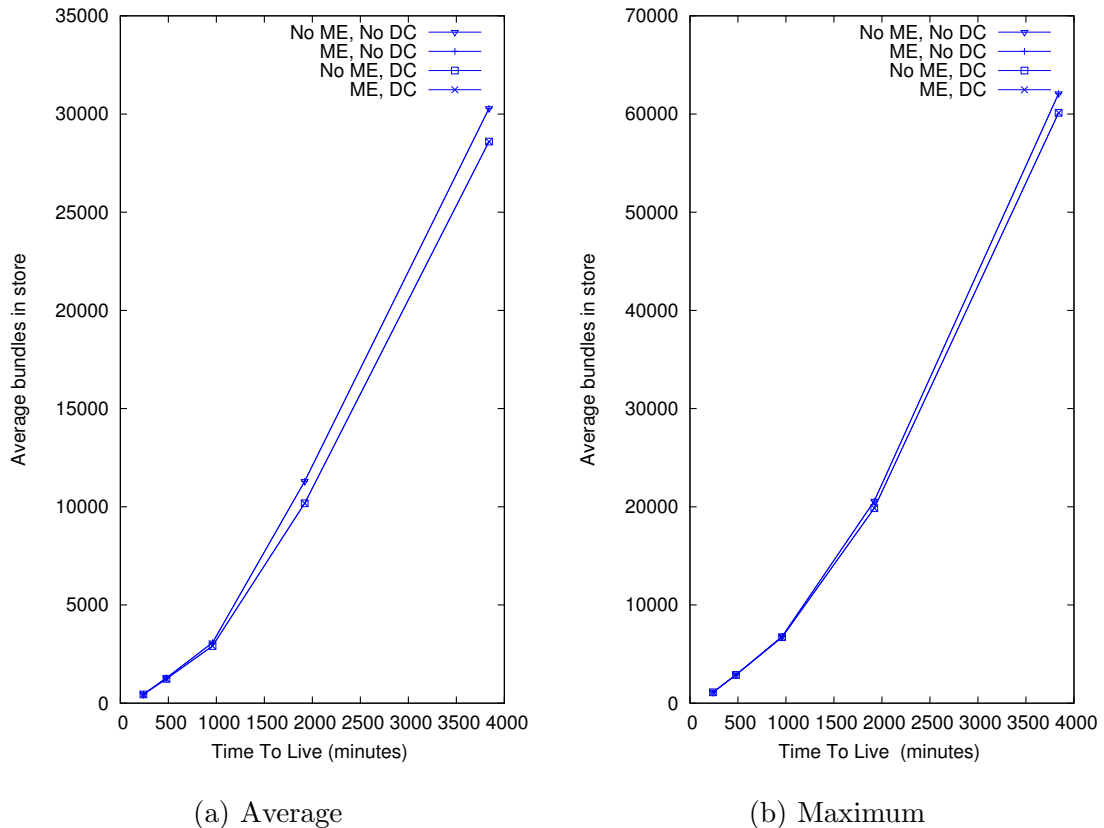 35000
30000
25000
20000
15000
10000
5000
0
0 500 1000 1500 2000 2500 3000 3500 4000
Average bundles in store
Time To Live (minutes)
No ME, No DC
ME, No DC
No ME, DC
ME, DC
(a) Average
70000
60000
50000
40000
30000
20000
10000
0
0 500 1000 1500 2000 2500 3000 3500 4000
Average bundles in store
Time To Live (minutes)
No ME, No DC
ME, No DC
No ME, DC
ME, DC
(b) Maximum